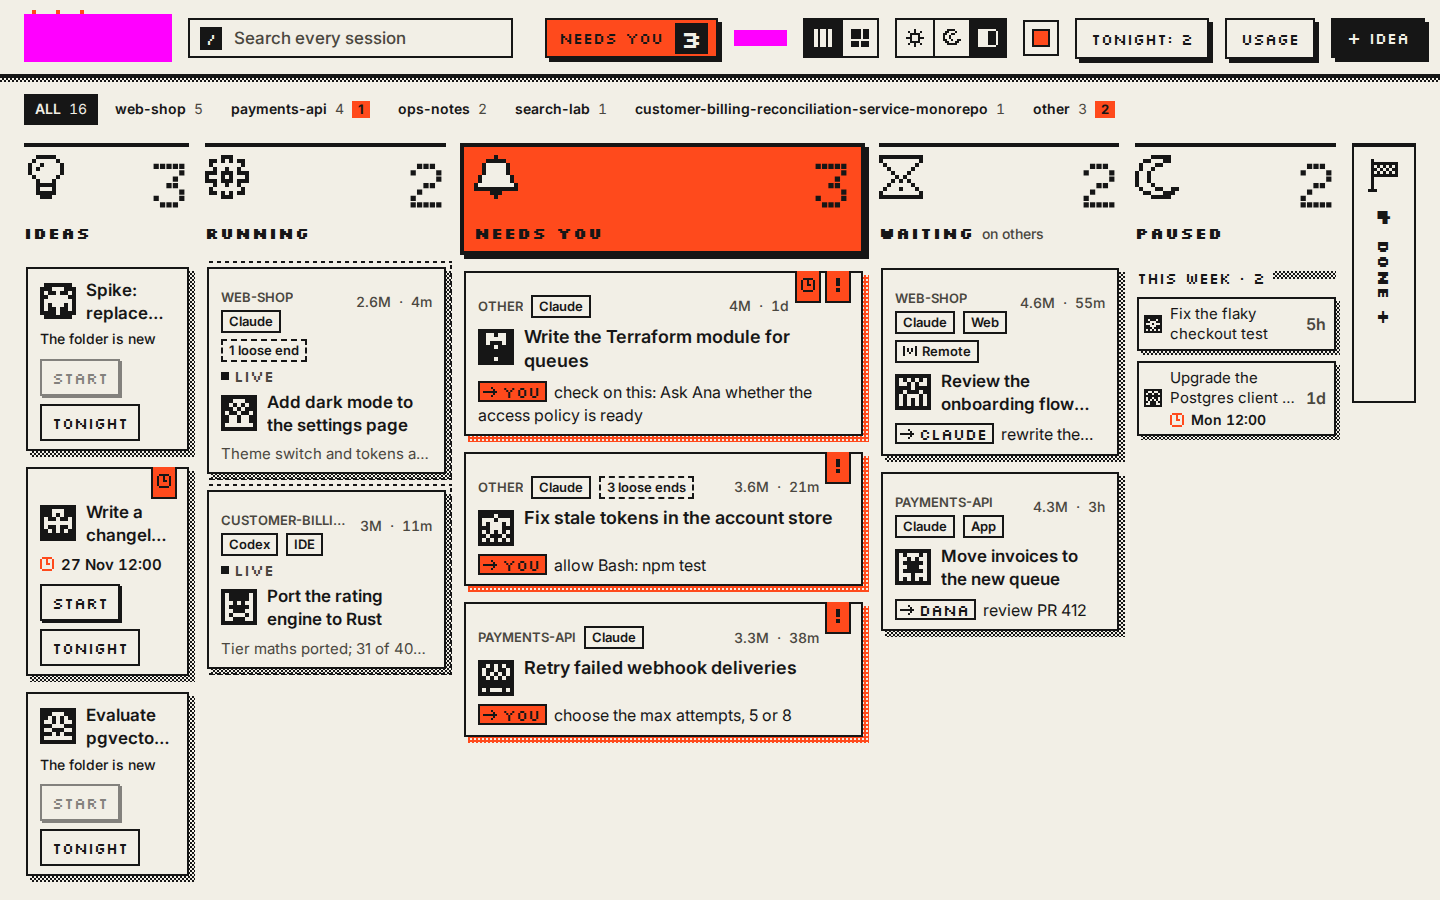 / Search every session
NEEDS YOU 3
TONIGHT: 2
USAGE
+ IDEA
ALL 16
web-shop 5
payments-api 4 1
ops-notes 2
search-lab 1
customer-billing-reconciliation-service-monorepo 1
other 3 2
3
IDEAS
Spike:
replace...
The folder is new
START
TONIGHT
Write a
changel...
27 Nov 12:00
START
TONIGHT
Evaluate
pgvecto...
The folder is new
START
TONIGHT
2
RUNNING
WEB-SHOP 2.6M · 4m
Claude
1 loose end
LIVE
Add dark mode to
the settings page
Theme switch and tokens a...
CUSTOMER-BILLI... 3M · 11m
Codex IDE
LIVE
Port the rating
engine to Rust
Tier maths ported; 31 of 40...
3
NEEDS YOU
!
OTHER Claude 4M · 1d
Write the Terraform module for
queues
→ YOU check on this: Ask Ana whether the
access policy is ready
!
OTHER Claude 3 loose ends 3.6M · 21m
Fix stale tokens in the account store
→ YOU allow Bash: npm test
!
PAYMENTS-API Claude 3.3M · 38m
Retry failed webhook deliveries
→ YOU choose the max attempts, 5 or 8
2
WAITING on others
WEB-SHOP 4.6M · 55m
Claude Web
Remote
Review the
onboarding flow...
→ CLAUDE rewrite the...
PAYMENTS-API 4.3M · 3h
Claude App
Move invoices to
the new queue
→ DANA review PR 412
2
PAUSED
THIS WEEK · 2
Fix the flaky
checkout test 5h
Upgrade the
Postgres client ... 1d
Mon 12:00
4 DONE +